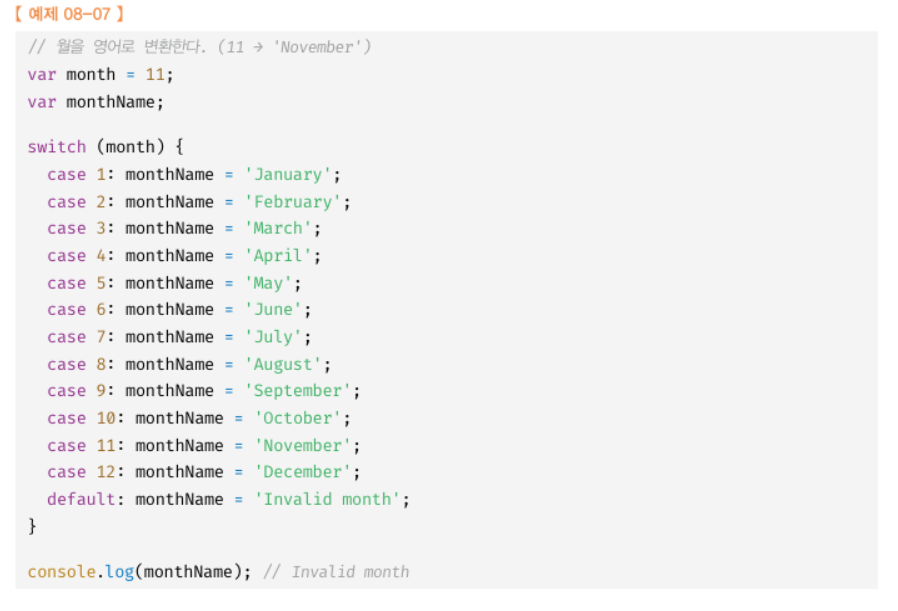 【 예제 08-07 】
// 월을 영어로 변환한다. (11 → 'November')
var month = 11;
var monthName;
switch (month) {
  case 1: monthName = 'January';
  case 2: monthName = 'February';
  case 3: monthName = 'March';
  case 4: monthName = 'April';
  case 5: monthName = 'May';
  case 6: monthName = 'June';
  case 7: monthName = 'July';
  case 8: monthName = 'August';
  case 9: monthName = 'September';
  case 10: monthName = 'October';
  case 11: monthName = 'November';
  case 12: monthName = 'December';
  default: monthName = 'Invalid month';
}
console.log(monthName); // Invalid month